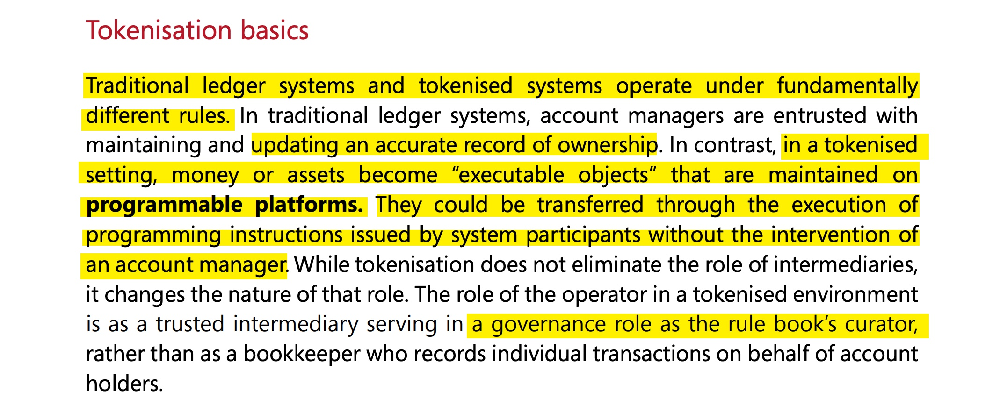 Tokenisation basics
Traditional ledger systems and tokenised systems operate under fundamentally
different rules. In traditional ledger systems, account managers are entrusted with
maintaining and updating an accurate record of ownership. In contrast, in a tokenised
setting, money or assets become “executable objects” that are maintained on
programmable platforms. They could be transferred through the execution of
programming instructions issued by system participants without the intervention of
an account manager. While tokenisation does not eliminate the role of intermediaries,
it changes the nature of that role. The role of the operator in a tokenised environment
is as a trusted intermediary serving in a governance role as the rule book’s curator,
rather than as a bookkeeper who records individual transactions on behalf of account
holders.